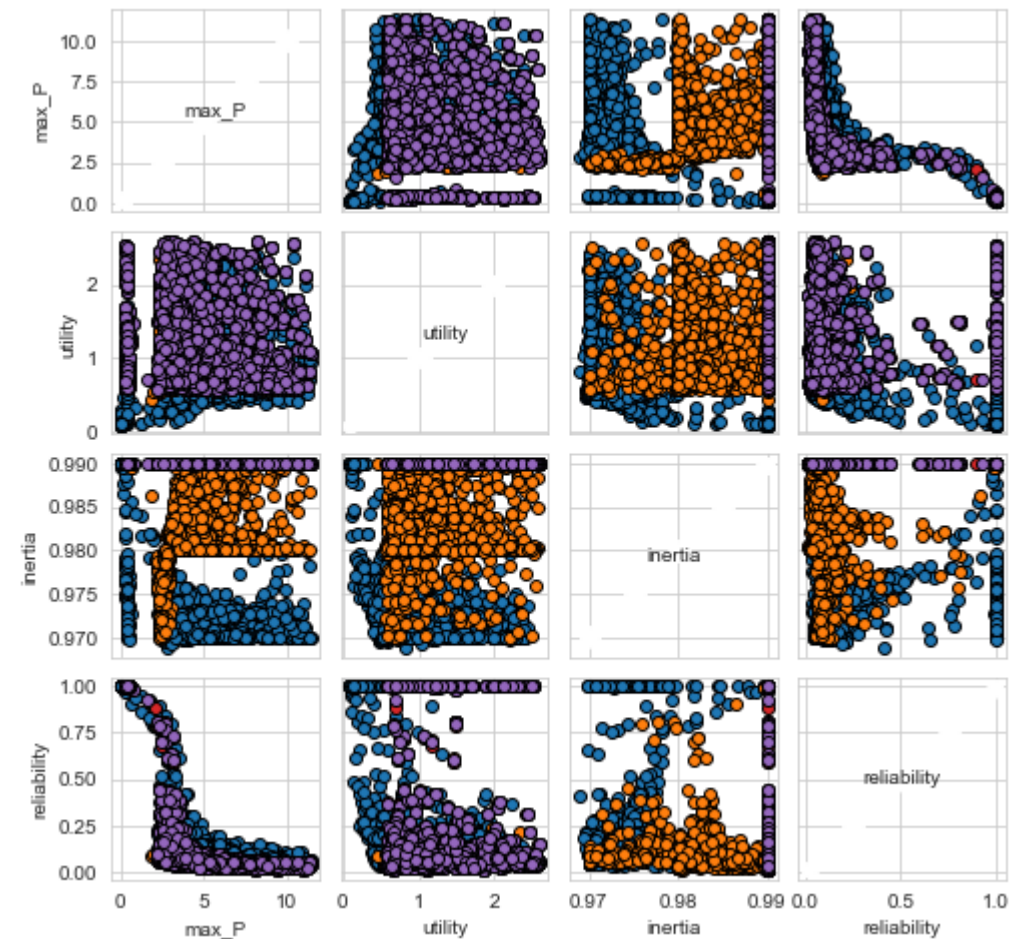 max_P
10.0
7.5
5.0
2.5
0.0
max_P
utility
2
1
0
utility
inertia
0.990
0.985
0.980
0.975
0.970
inertia
reliability
1.00
0.75
0.50
0.25
0.00
reliability
0 5 10
0 1 2
0.97 0.98 0.99
0.0 0.5 1.0
max_P utility inertia reliability